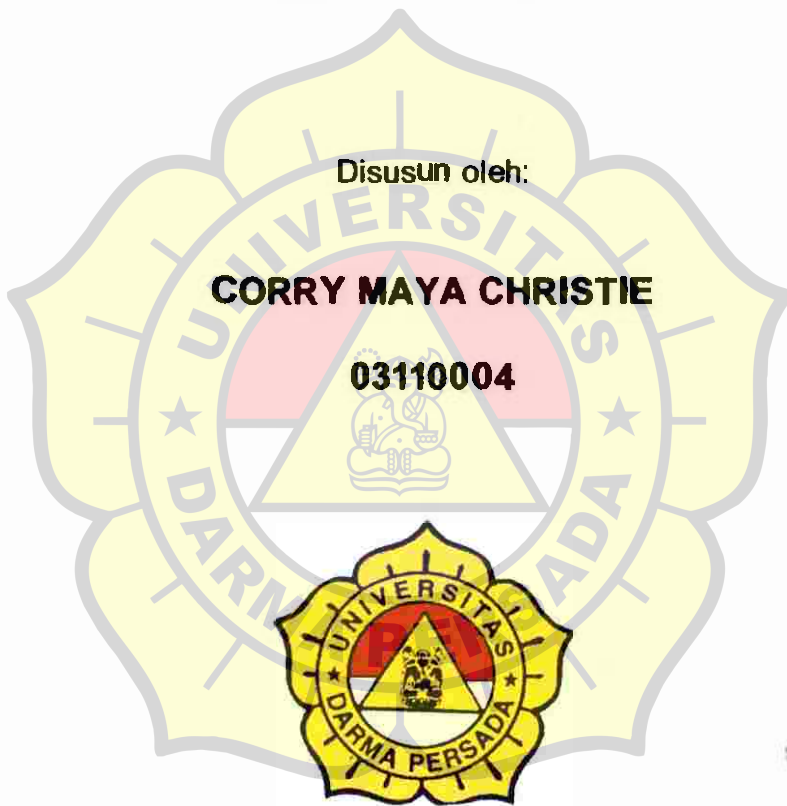 Disusun oleh:
UNIVERSITAS
CORRY MAYA CHRISTIE
03110004
DARMA PERSADA
UNIVERSITAS
DARMA PERSADA